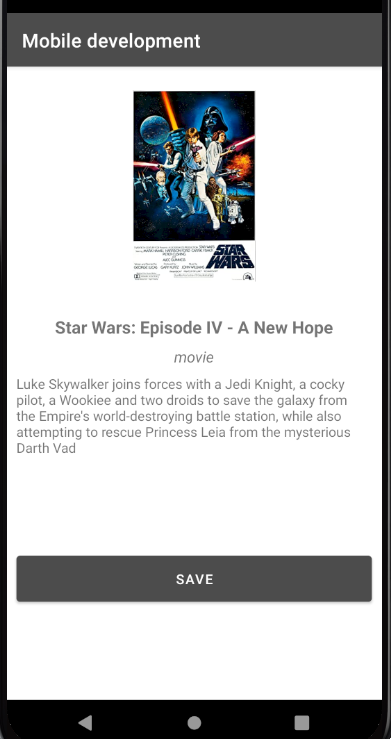 Mobile development
STAR
WARS
Star Wars: Episode IV - A New Hope
movie
Luke Skywalker joins forces with a Jedi Knight, a cocky
pilot, a Wookiee and two droids to save the galaxy from
the Empire's world-destroying battle station, while also
attempting to rescue Princess Leia from the mysterious
Darth Vad
SAVE